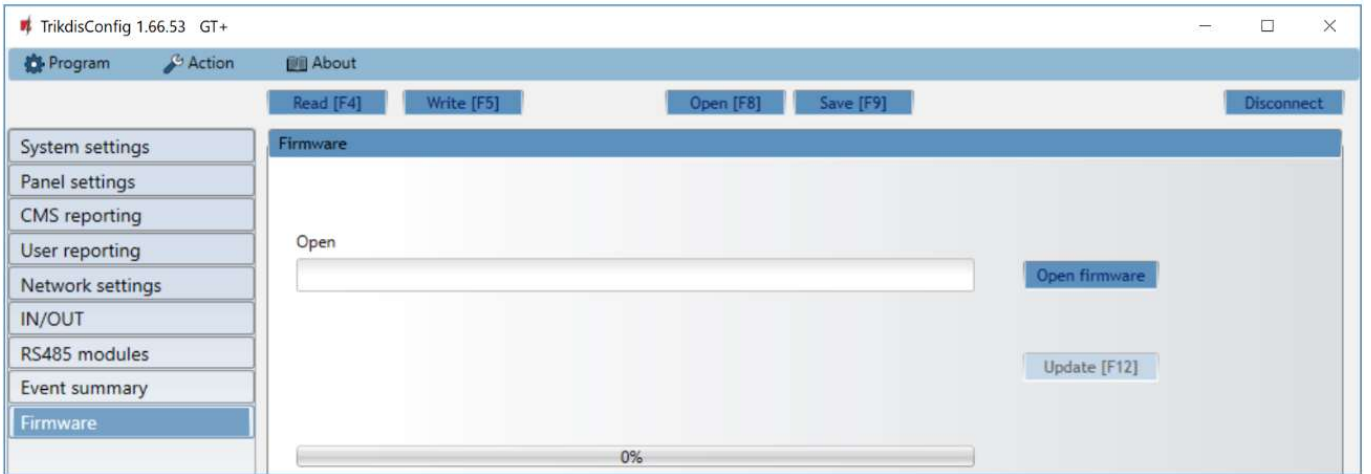 TrikdisConfig 1.66.53 GT+
Program Action About
Read [F4] Write [F5] Open [F8] Save [F9] Disconnect
System settings
Panel settings
CMS reporting
User reporting
Network settings
IN/OUT
RS485 modules
Event summary
Firmware
Firmware
Open
Open firmware
Update [F12]
0%